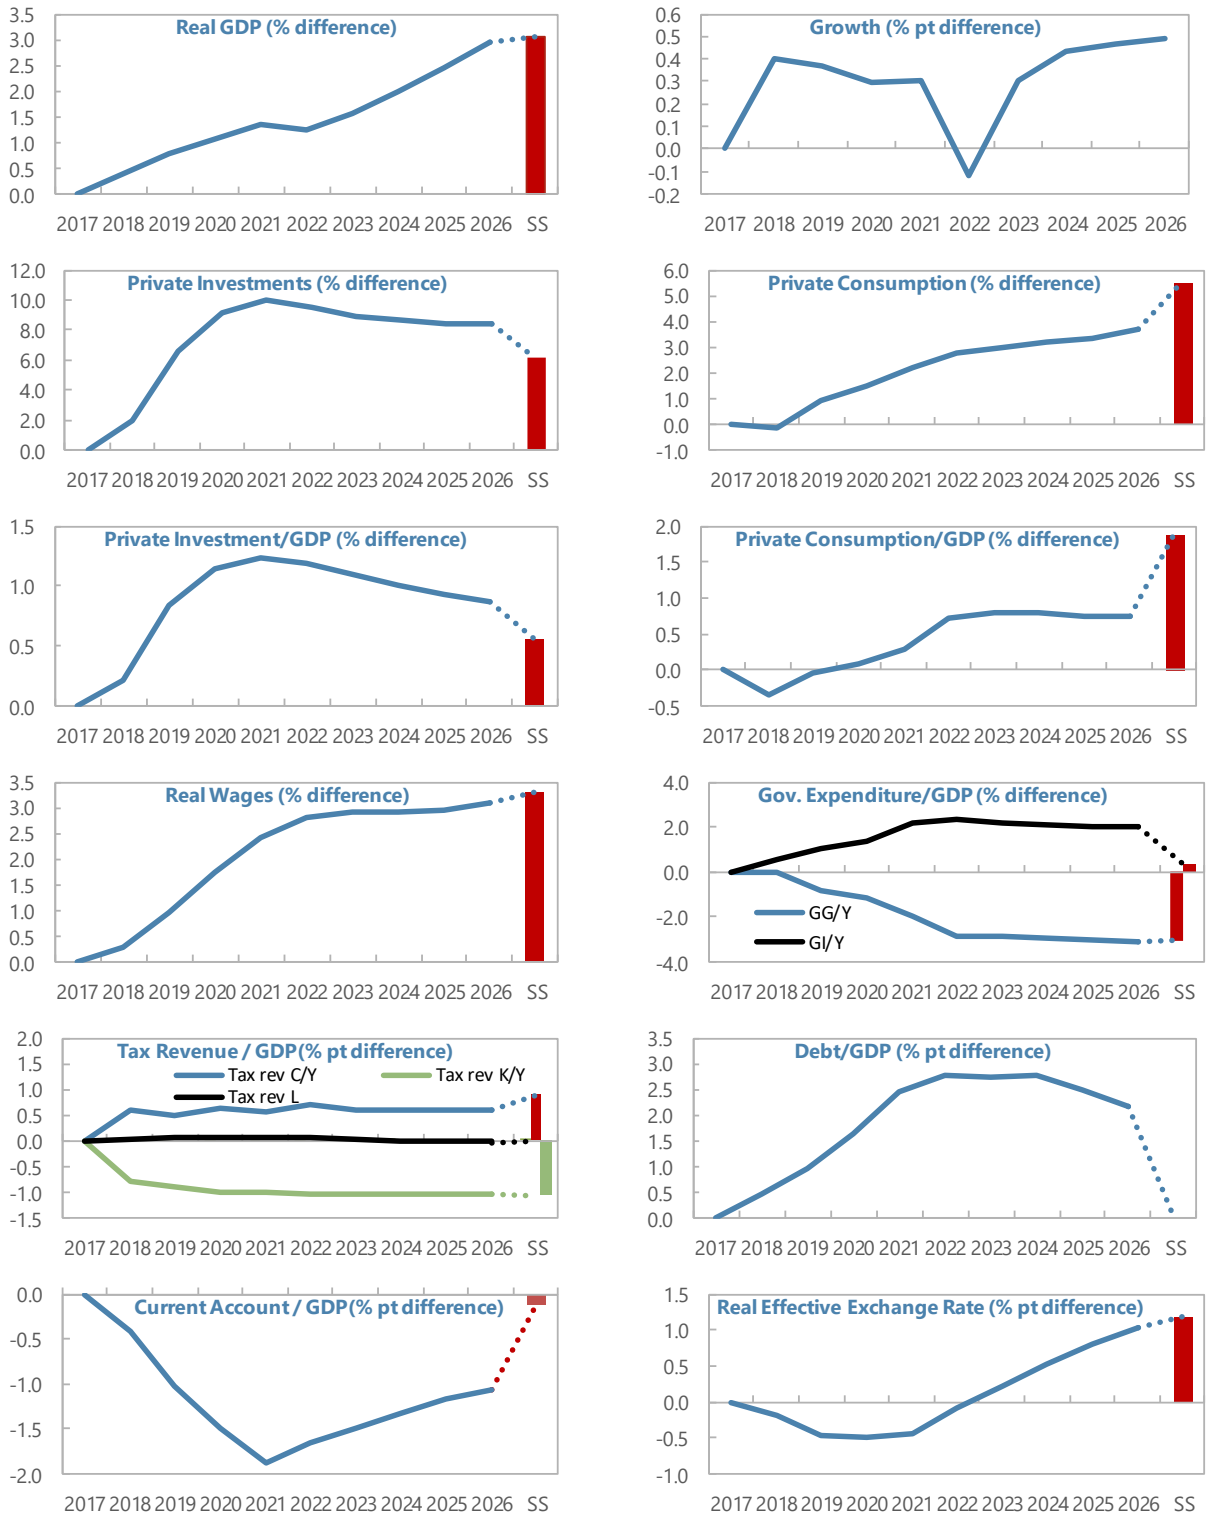 Real GDP (% difference)
3.5
3.0
2.5
2.0
1.5
1.0
0.5
0.0
2017 2018 2019 2020 2021 2022 2023 2024 2025 2026 SS
Growth (% pt difference)
0.6
0.5
0.4
0.3
0.2
0.1
0.0
-0.1
-0.2
2017 2018 2019 2020 2021 2022 2023 2024 2025 2026
Private Investments (% difference)
12.0
10.0
8.0
6.0
4.0
2.0
0.0
2017 2018 2019 2020 2021 2022 2023 2024 2025 2026 SS
Private Consumption (% difference)
6.0
5.0
4.0
3.0
2.0
1.0
0.0
-1.0
2017 2018 2019 2020 2021 2022 2023 2024 2025 2026 SS
Private Investment/GDP (% difference)
1.5
1.0
0.5
0.0
2017 2018 2019 2020 2021 2022 2023 2024 2025 2026 SS
Private Consumption/GDP (% difference)
2.0
1.5
1.0
0.5
0.0
-0.5
2017 2018 2019 2020 2021 2022 2023 2024 2025 2026 SS
Real Wages (% difference)
3.5
3.0
2.5
2.0
1.5
1.0
0.5
0.0
2017 2018 2019 2020 2021 2022 2023 2024 2025 2026 SS
Gov. Expenditure/GDP (% difference)
4.0
2.0
0.0
-2.0
-4.0
GG/Y
GI/Y
2017 2018 2019 2020 2021 2022 2023 2024 2025 2026 SS
Tax Revenue / GDP(% pt difference)
Tax rev C/Y
Tax rev K/Y
Tax rev L
2.0
1.5
1.0
0.5
0.0
-0.5
-1.0
-1.5
2017 2018 2019 2020 2021 2022 2023 2024 2025 2026 SS
Debt/GDP (% pt difference)
3.5
3.0
2.5
2.0
1.5
1.0
0.5
0.0
2017 2018 2019 2020 2021 2022 2023 2024 2025 2026 SS
Current Account / GDP(% pt difference)
0.0
-0.5
-1.0
-1.5
-2.0
2017 2018 2019 2020 2021 2022 2023 2024 2025 2026 SS
Real Effective Exchange Rate (% pt difference)
1.5
1.0
0.5
0.0
-0.5
-1.0
2017 2018 2019 2020 2021 2022 2023 2024 2025 2026 SS